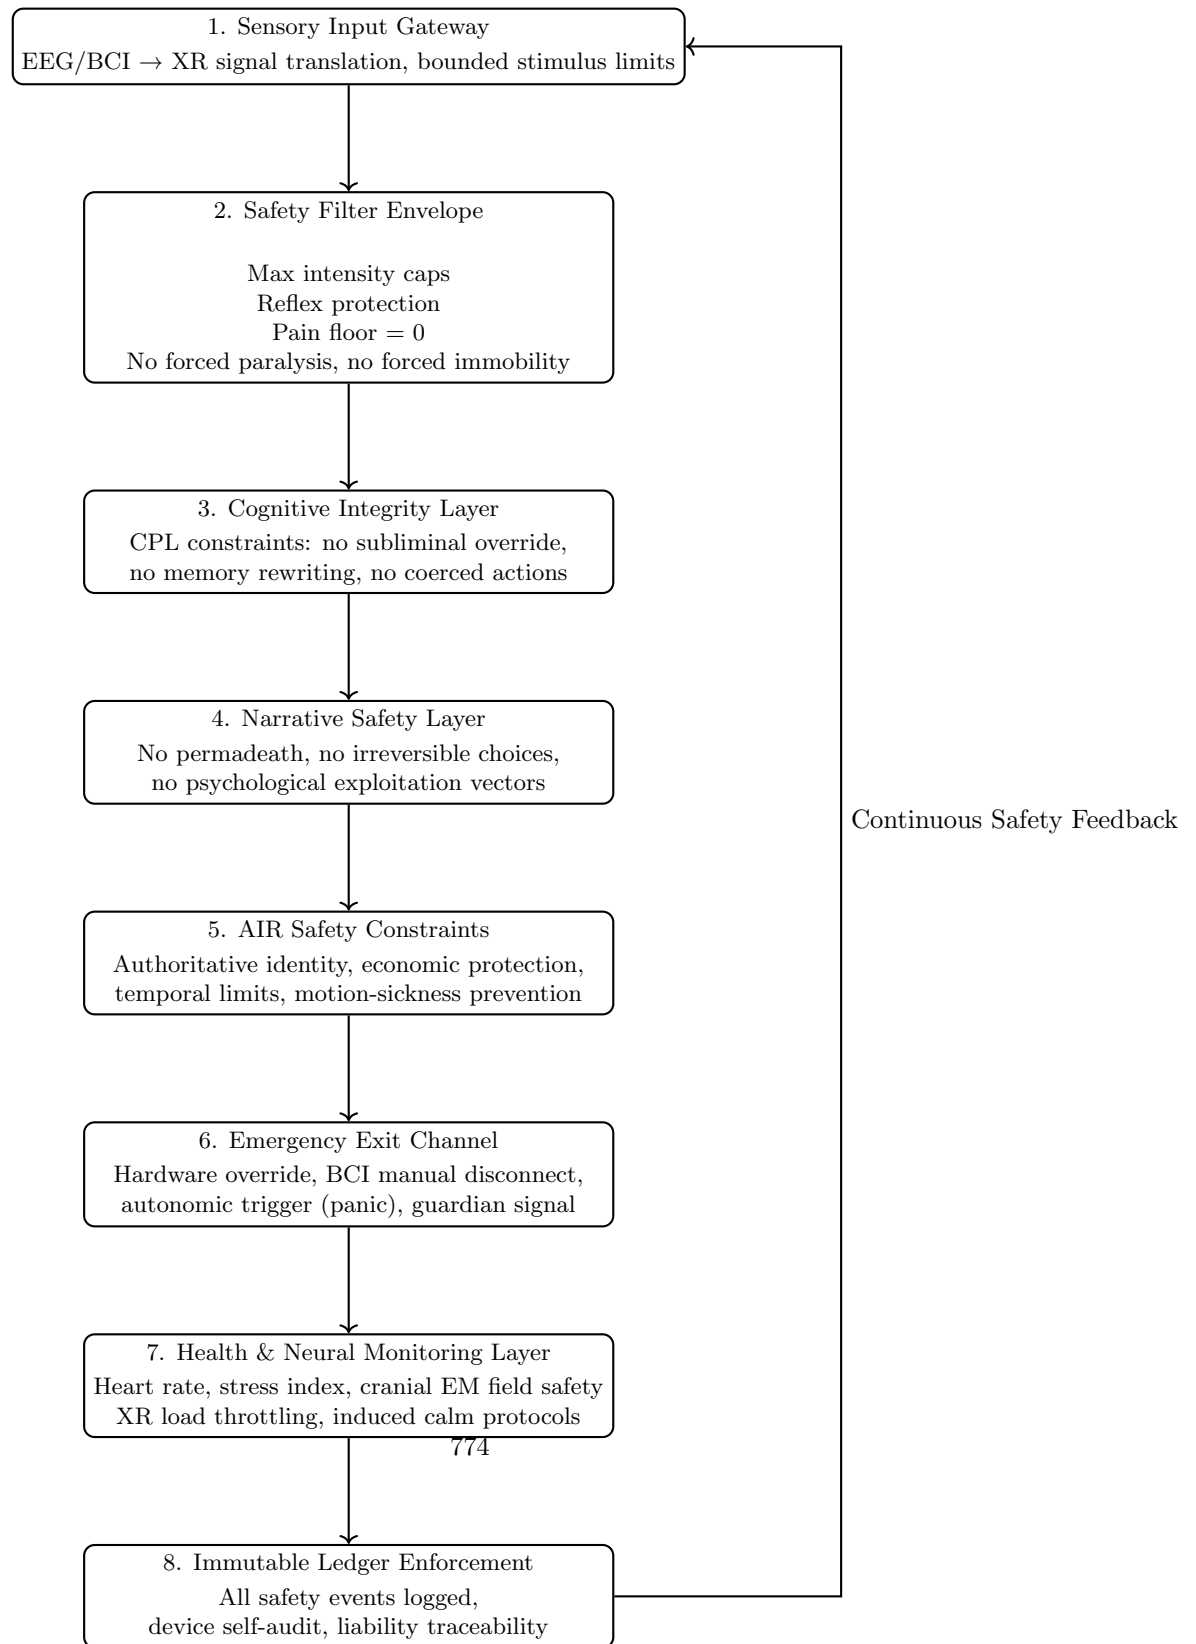 1. Sensory Input Gateway
EEG/BCI → XR signal translation, bounded stimulus limits
2. Safety Filter Envelope
Max intensity caps
Reflex protection
Pain floor = 0
No forced paralysis, no forced immobility
3. Cognitive Integrity Layer
CPL constraints: no subliminal override,
no memory rewriting, no coerced actions
4. Narrative Safety Layer
No permadeath, no irreversible choices,
no psychological exploitation vectors
Continuous Safety Feedback
5. AIR Safety Constraints
Authoritative identity, economic protection,
temporal limits, motion-sickness prevention
6. Emergency Exit Channel
Hardware override, BCI manual disconnect,
autonomic trigger (panic), guardian signal
7. Health & Neural Monitoring Layer
Heart rate, stress index, cranial EM field safety
XR load throttling, induced calm protocols
774
8. Immutable Ledger Enforcement
All safety events logged,
device self-audit, liability traceability